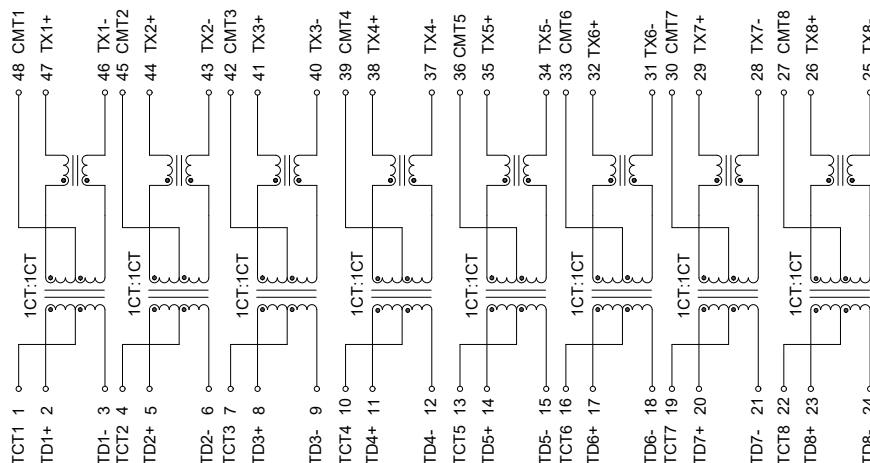 48 CMT1
47 TX1+
46 TX1-
45 CMT2
44 TX2+
43 TX2-
42 CMT3
41 TX3+
40 TX3-
39 CMT4
38 TX4+
37 TX4-
36 CMT5
35 TX5+
34 TX5-
33 CMT6
32 TX6+
31 TX6-
30 CMT7
29 TX7+
28 TX7-
27 CMT8
26 TX8+
25 TX8-
1CT:1CT
1CT:1CT
1CT:1CT
1CT:1CT
1CT:1CT
1CT:1CT
1CT:1CT
1CT:1CT
TCT1 1
TD1+ 2
TD1- 3
TCT2 4
TD2+ 5
TD2- 6
TCT3 7
TD3+ 8
TD3- 9
TCT4 10
TD4+ 11
TD4- 12
TCT5 13
TD5+ 14
TD5- 15
TCT6 16
TD6+ 17
TD6- 18
TCT7 19
TD7+ 20
TD7- 21
TCT8 22
TD8+ 23
TD8- 24